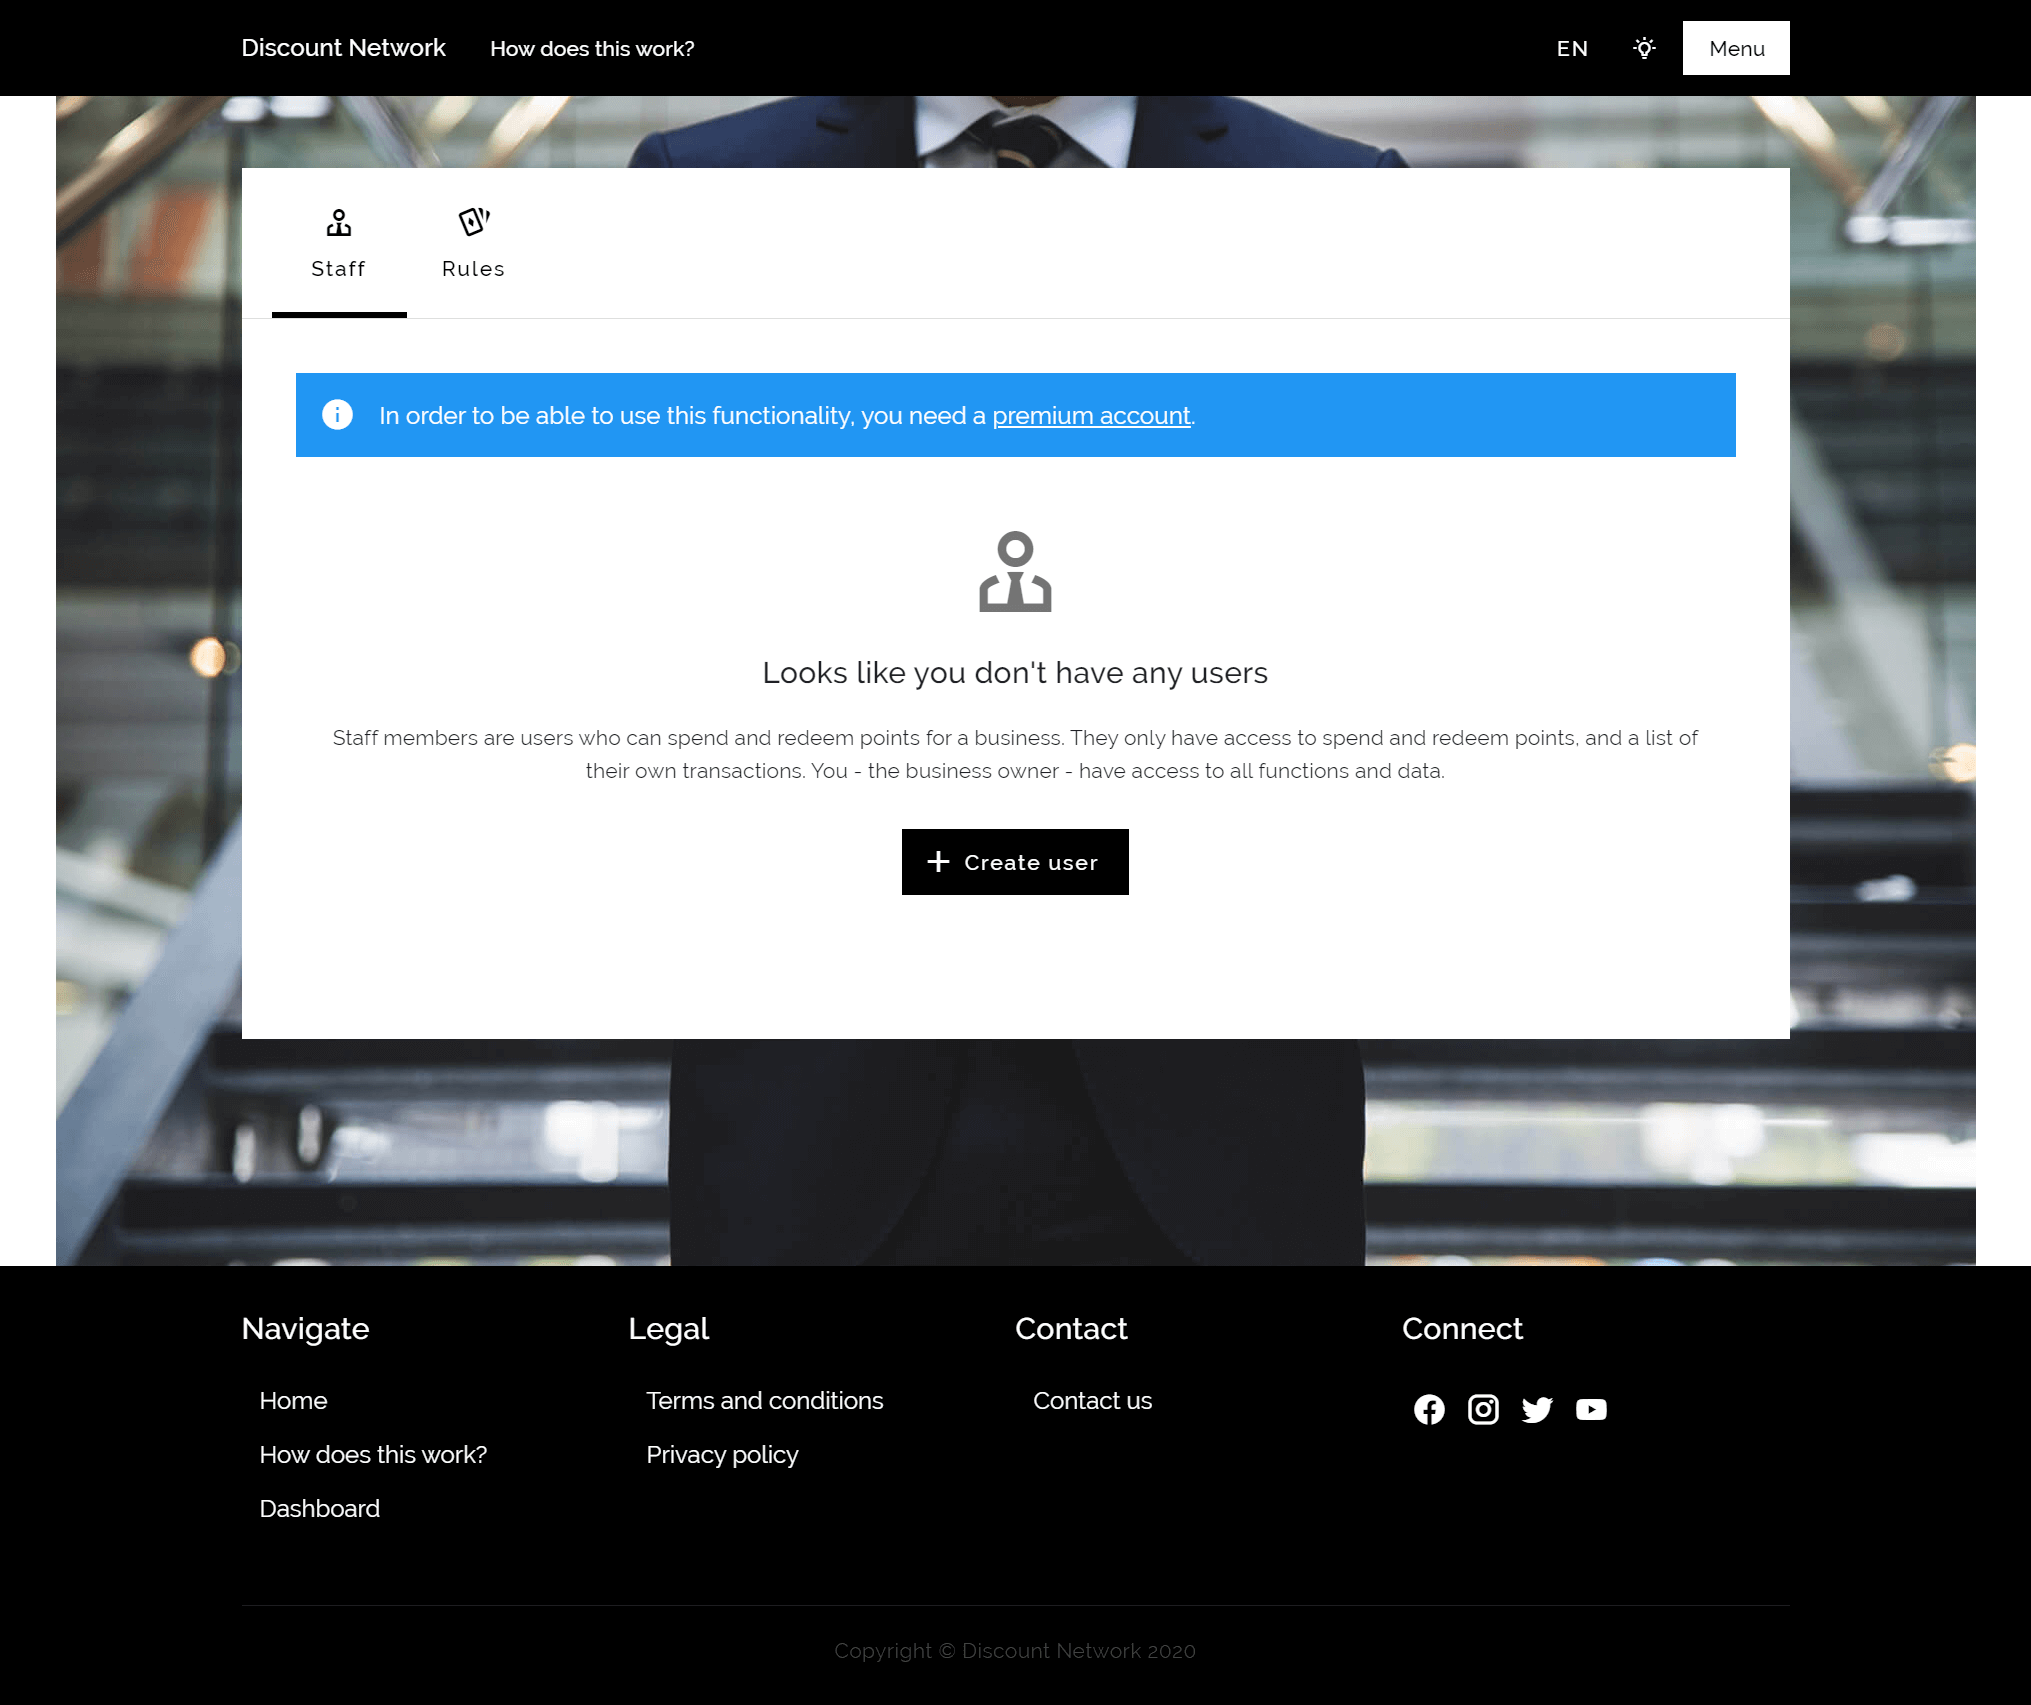 Discount Network
How does this work?
EN
Menu
Staff
Rules
In order to be able to use this functionality, you need a premium account.
Looks like you don't have any users
Staff members are users who can spend and redeem points for a business. They only have access to spend and redeem points, and a list of
their own transactions. You - the business owner - have access to all functions and data.
Create user
Navigate
Home
How does this work?
Dashboard
Legal
Terms and conditions
Privacy policy
Contact
Contact us
Connect
Copyright © Discount Network 2020